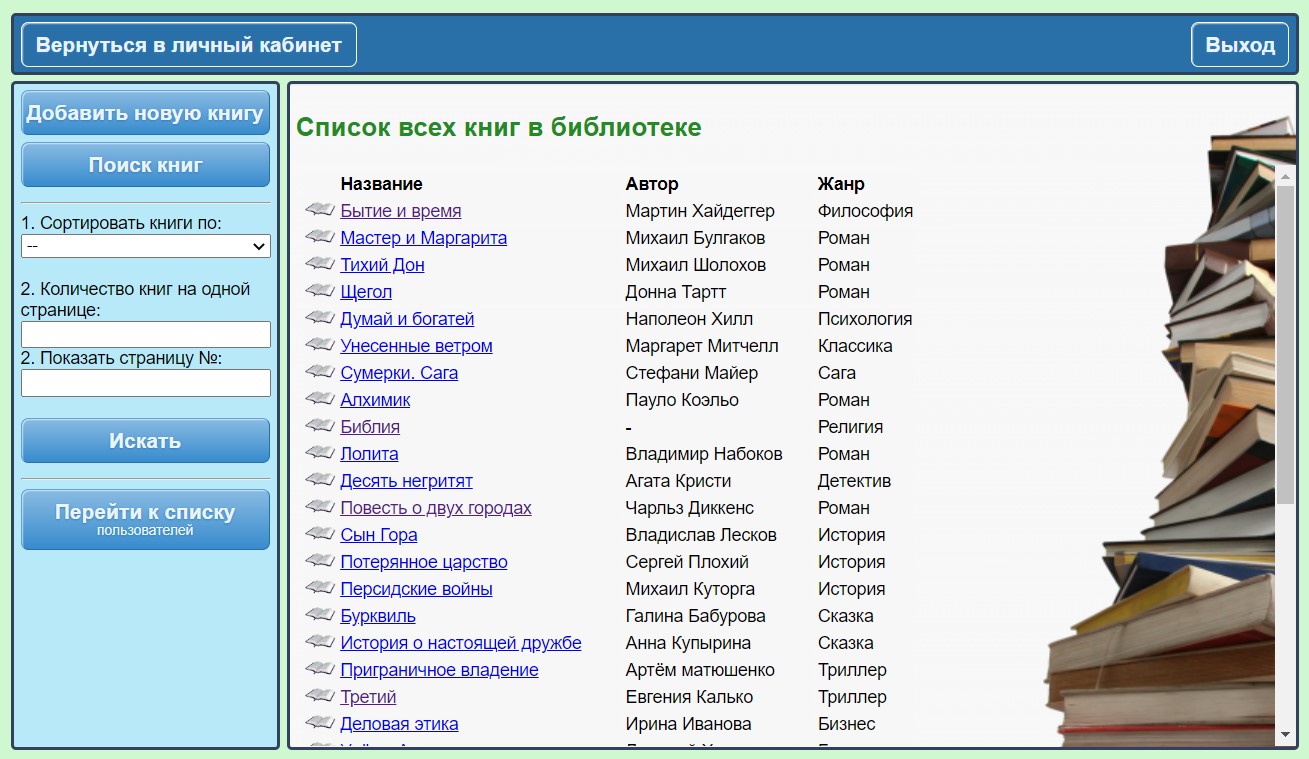 Вернуться в личный кабинет
Выход
Добавить новую книгу
Поиск книг
1. Сортировать книги по:
--
2. Количество книг на одной
странице:
2. Показать страницу №:
Искать
Перейти к списку
пользователей
Список всех книг в библиотеке
Название Автор Жанр
Бытие и время Мартин Хайдеггер Философия
Мастер и Маргарита Михаил Булгаков Роман
Тихий Дон Михаил Шолохов Роман
Щегол Донна Тартт Роман
Думай и богатей Наполеон Хилл Психология
Унесенные ветром Маргарет Митчелл Классика
Сумерки. Сага Стефани Майер Сага
Алхимик Пауло Коэльо Роман
Библия - Религия
Лолита Владимир Набоков Роман
Десять негритят Агата Кристи Детектив
Повесть о двух городах Чарльз Диккенс Роман
Сын Гора Владислав Лесков История
Потерянное царство Сергей Плохий История
Персидские войны Михаил Куторга История
Бурквиль Галина Бабурова Сказка
История о настоящей дружбе Анна Купырина Сказка
Приграничное владение Артём матюшенко Триллер
Третий Евгения Калько Триллер
Деловая этика Ирина Иванова Бизнес